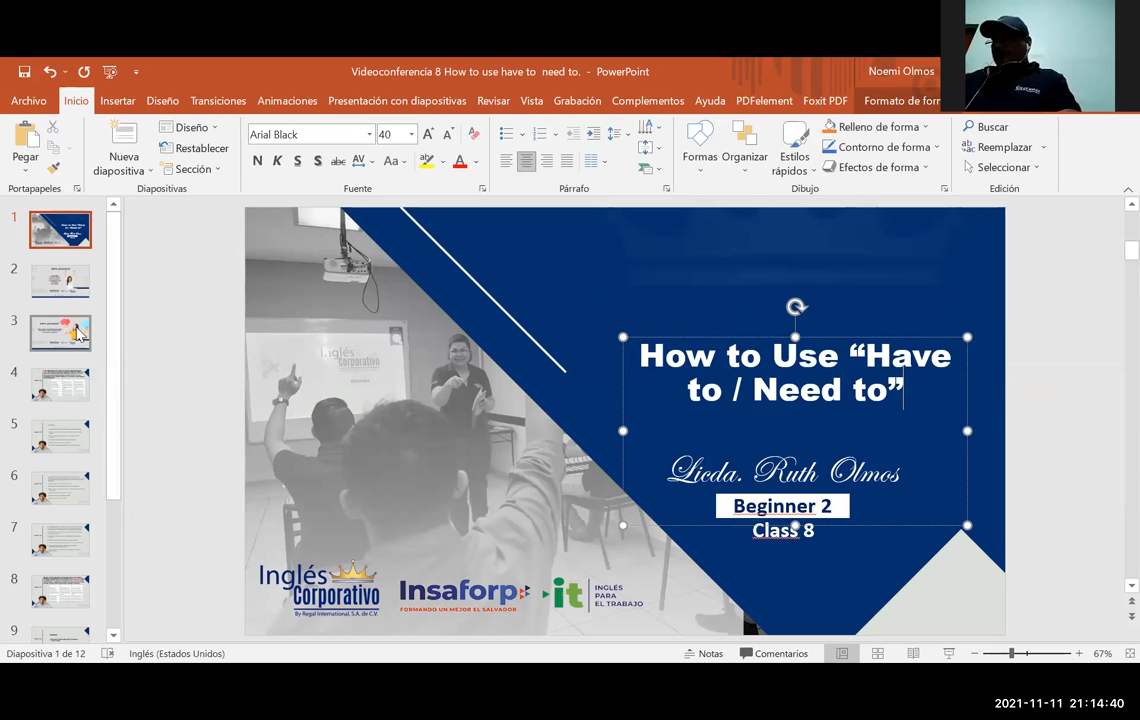 Videoconferencia 8 How to use have to  need to.  -  PowerPoint
Noemi Olmos
Archivo
Inicio
Insertar
Diseño
Transiciones
Animaciones
Presentación con diapositivas
Revisar
Vista
Grabación
Complementos
Ayuda
PDFelement
Foxit PDF
Formato de forr
Pegar
Nueva
diapositiva
Diseño
Restablecer
Sección
Arial Black
40
N K S S abc AV Aa A
Formas
Organizar
Estilos
rápidos
Relleno de forma
Contorno de forma
Efectos de forma
Buscar
Reemplazar
Seleccionar
Portapapeles
Diapositivas
Fuente
Párrafo
Dibujo
Edición
1
2
3
4
5
6
7
8
9
How to Use “Have
to / Need to”
Licda. Ruth Olmos
Beginner 2
Class 8
Inglés
Corporativo
By Regal International, S.A. de C.V.
Insaforp
FORMANDO UN MEJOR EL SALVADOR
it
INGLÉS
PARA
EL TRABAJO
Inglés
Corporativo
Diapositiva 1 de 12
Inglés (Estados Unidos)
Notas
Comentarios
67%
2021-11-11 21:14:40